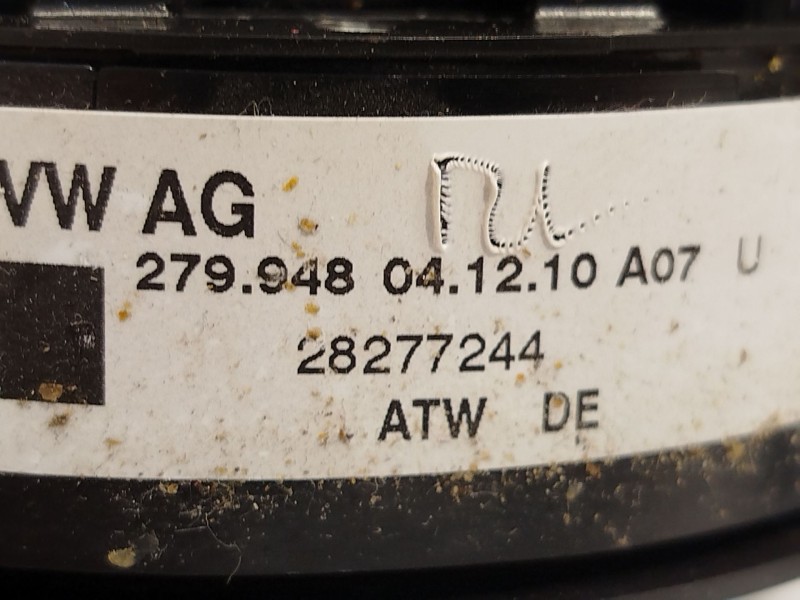 VW AG
279.948 04.12.10 A07 U
28277244
ATW DE